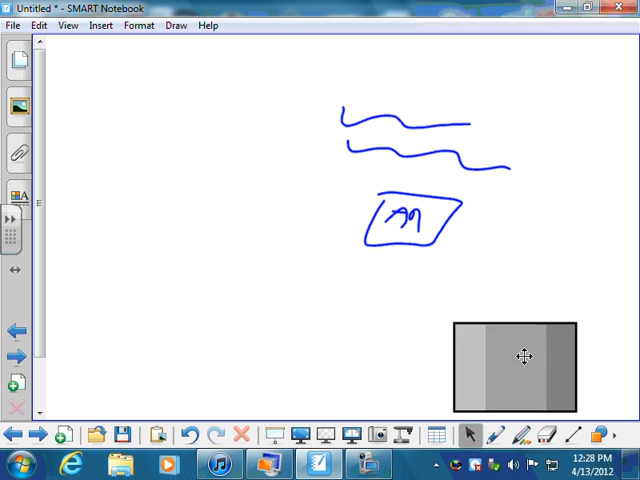 Untitled * - SMART Notebook
File Edit View Insert Format Draw Help
12:28 PM
4/13/2012